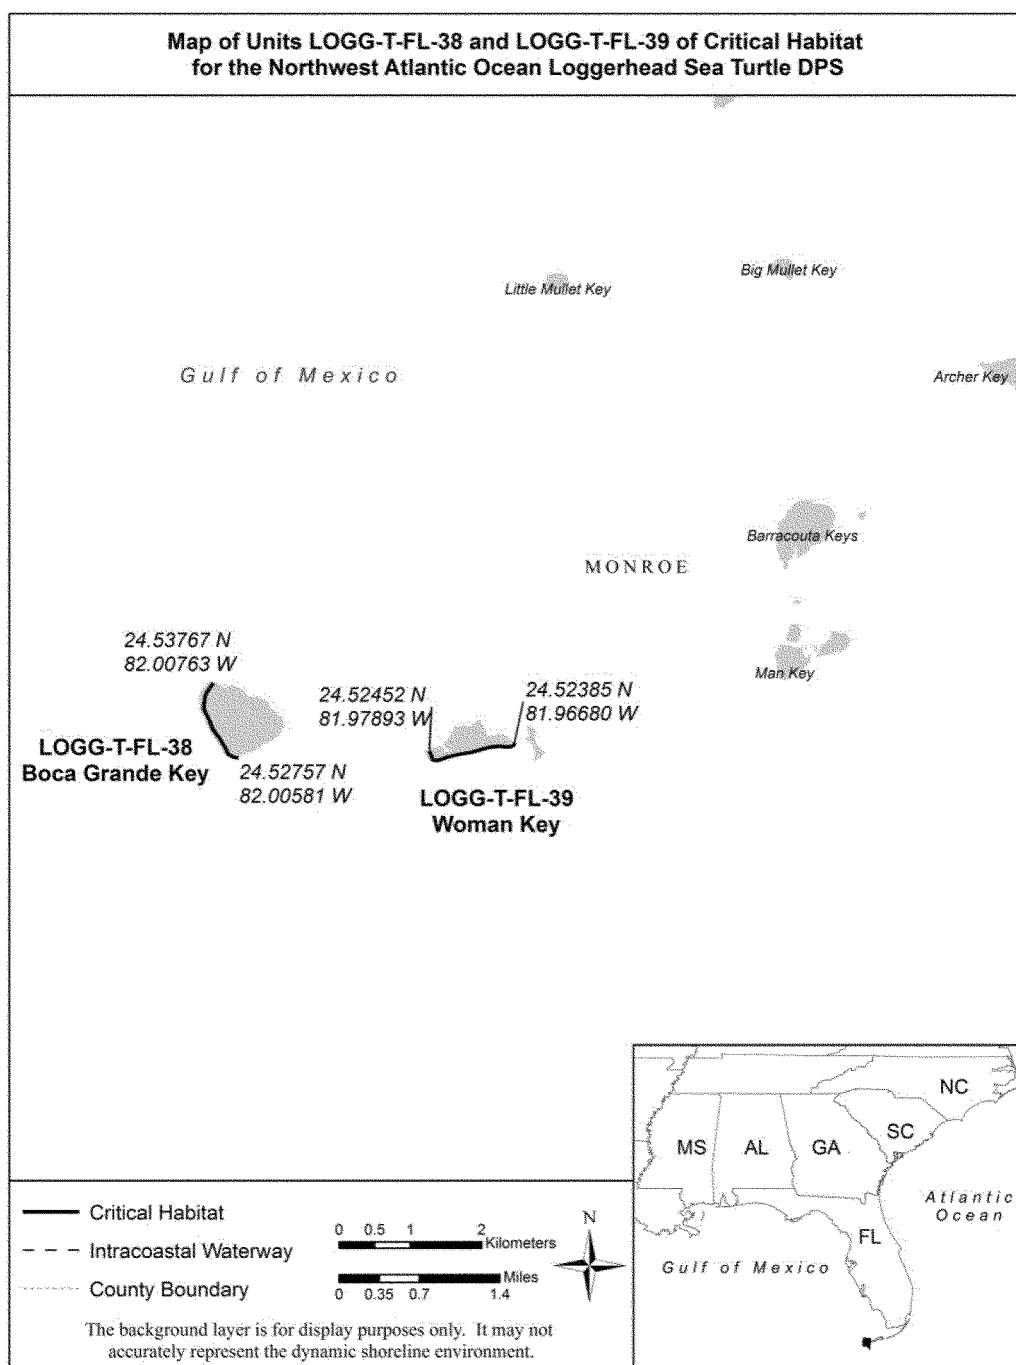 Map of Units LOGG-T-FL-38 and LOGG-T-FL-39 of Critical Habitat
for the Northwest Atlantic Ocean Loggerhead Sea Turtle DPS
Big Mullet Key
Little Mullet Key
Gulf of Mexico
Archer Key
Barracouta Keys
MONROE
24.53767 N
82.00763 W
Man Key
24.52452 N
81.97893 W
24.52385 N
81.96680 W
LOGG-T-FL-38
Boca Grande Key
24.52757 N
82.00581 W
LOGG-T-FL-39
Woman Key
NC
SC
MS AL GA
Atlantic
Ocean
FL
Gulf of Mexico
Critical Habitat
Intracoastal Waterway
County Boundary
0 0.5 1 2
Kilometers
Miles
0 0.35 0.7 1.4
N
The background layer is for display purposes only. It may not
accurately represent the dynamic shoreline environment.